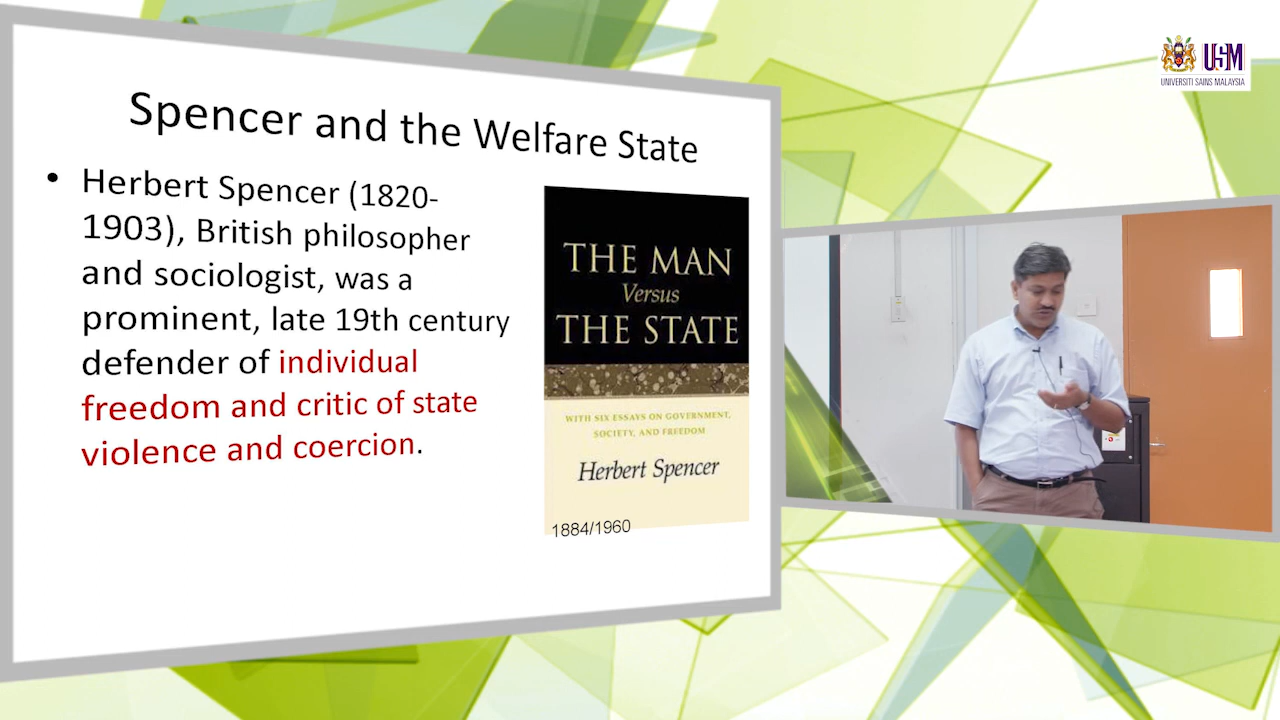 Spencer and the Welfare State
• Herbert Spencer (1820-
1903), British philosopher
and sociologist, was a
prominent, late 19th century
defender of individual
freedom and critic of state
violence and coercion.
THE MAN
Versus
THE STATE
WITH SIX ESSAYS ON GOVERNMENT,
SOCIETY, AND FREEDOM
Herbert Spencer
1884/1960
USM
UNIVERSITI SAINS MALAYSIA